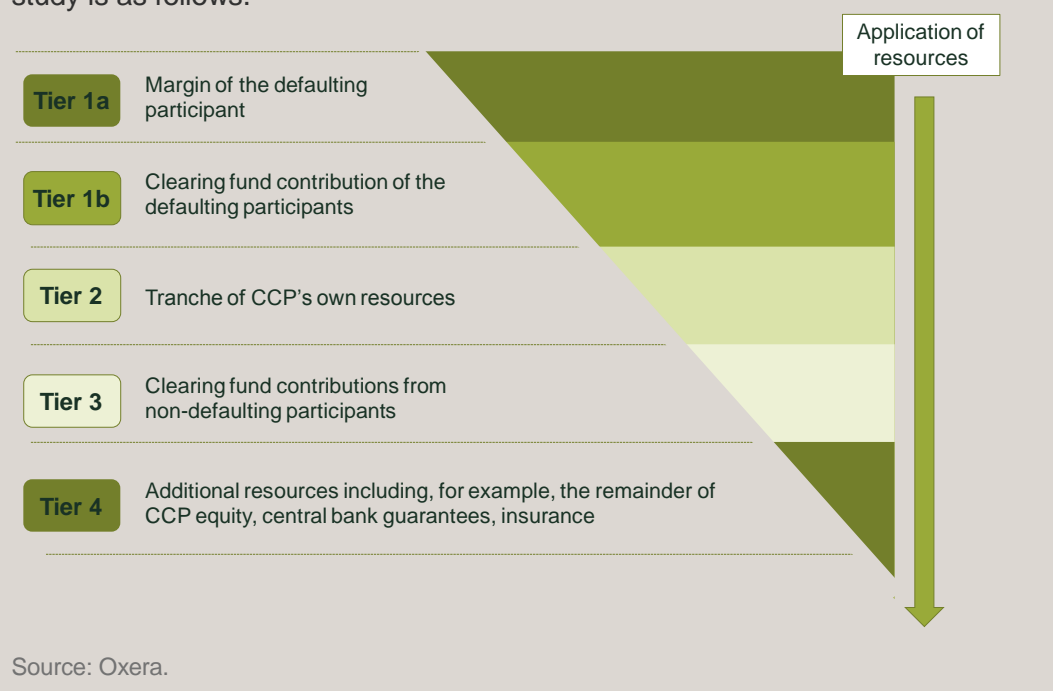 study is as follows:
Application of
resources
Tier 1a
Margin of the defaulting
participant
Tier 1b
Clearing fund contribution of the
defaulting participants
Tier 2
Tranche of CCP's own resources
Tier 3
Clearing fund contributions from
non-defaulting participants
Tier 4
Additional resources including, for example, the remainder of
CCP equity, central bank guarantees, insurance
Source: Oxera.